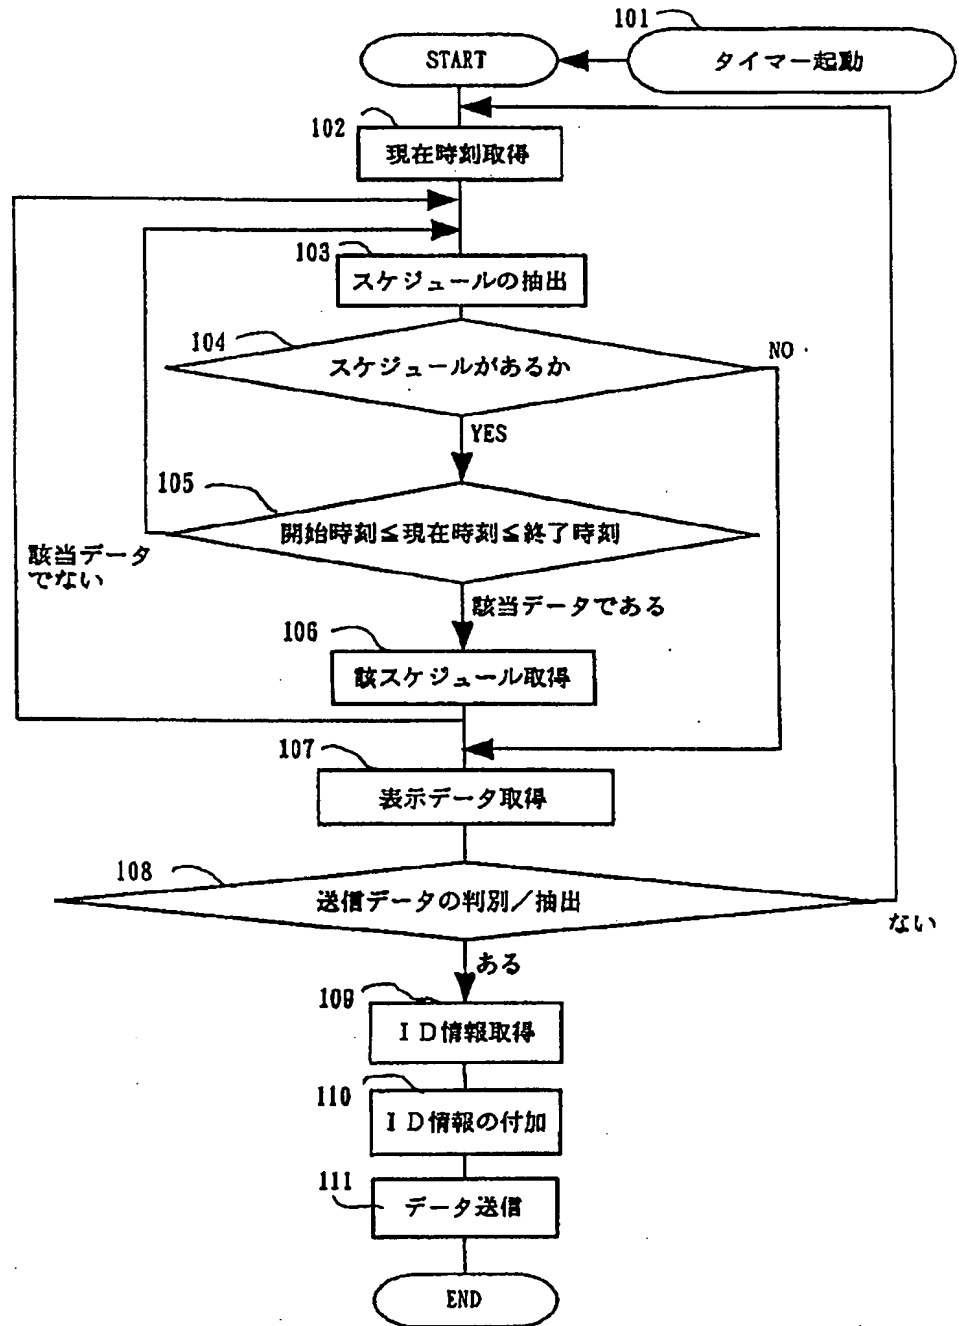 101
START
タイマー起動
102
現在時刻取得
103
スケジュールの抽出
104
スケジュールがあるか
NO
YES
105
開始時刻≦現在時刻≦終了時刻
該当データ
でない
該当データである
106
該スケジュール取得
107
表示データ取得
108
送信データの判別/抽出
ない
ある
109
ID情報取得
110
ID情報の付加
111
データ送信
END